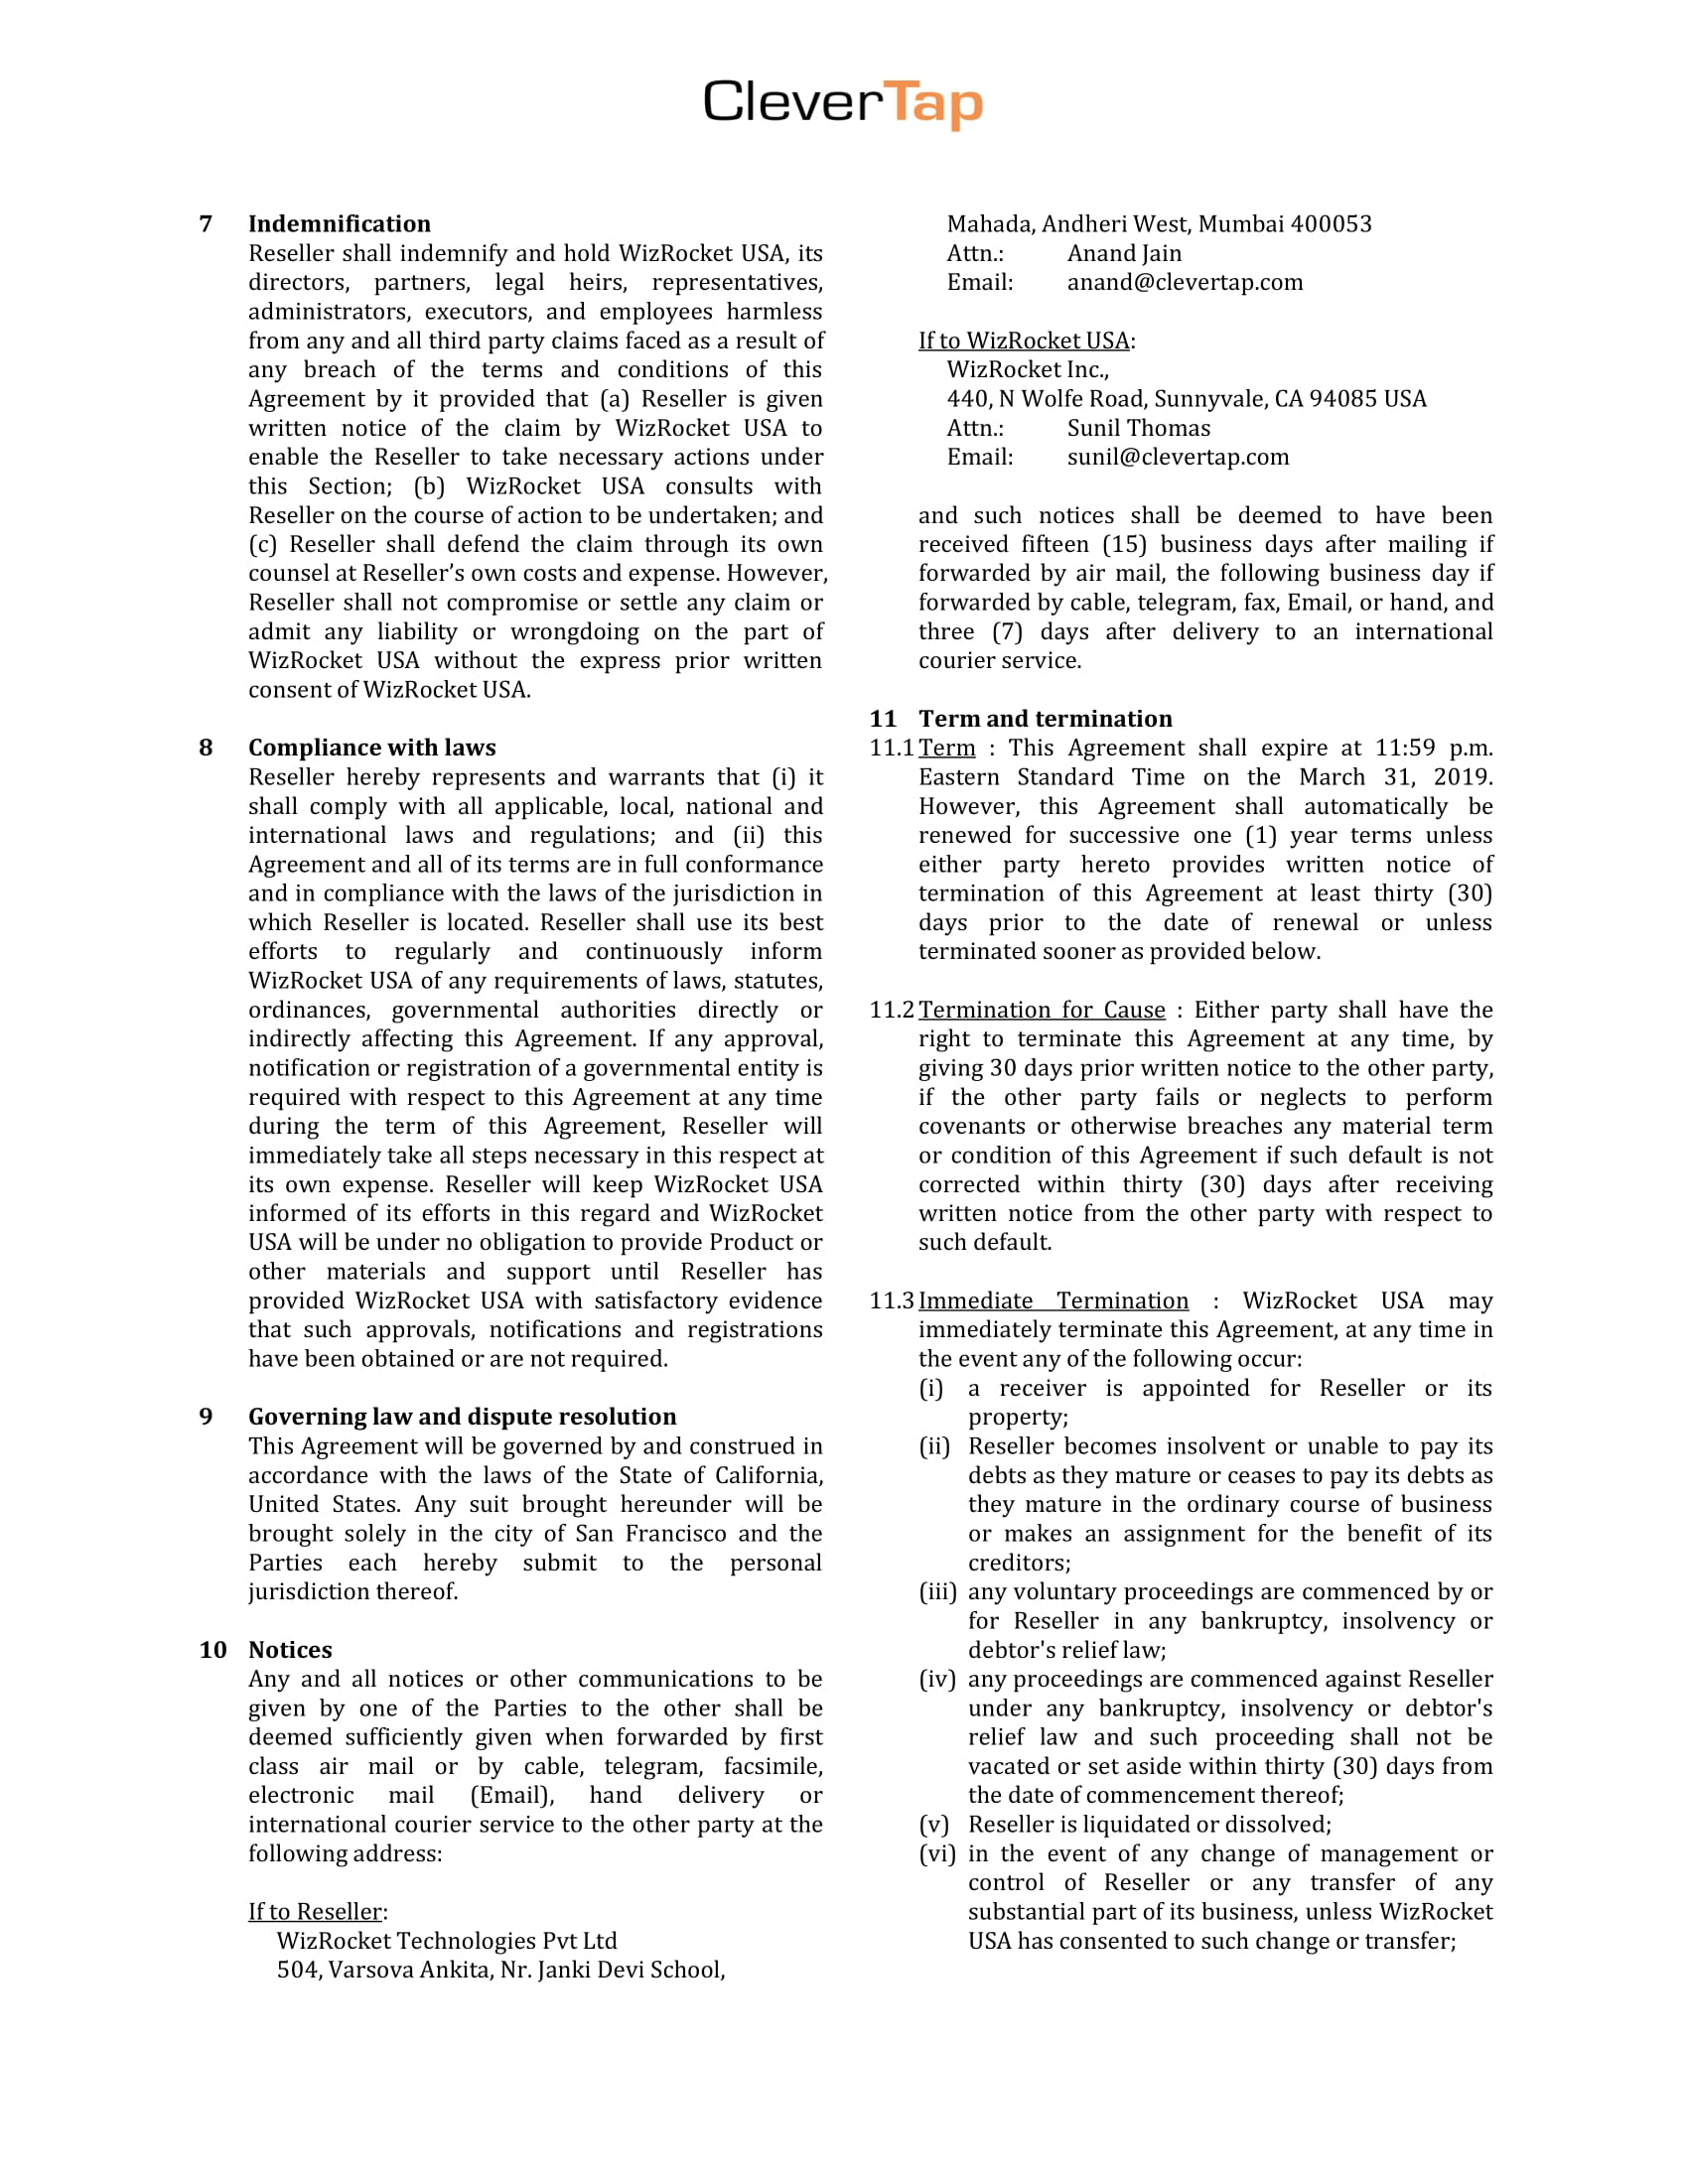 CleverTap
7 Indemnification
Reseller shall indemnify and hold WizRocket USA, its
directors, partners, legal heirs, representatives,
administrators, executors, and employees harmless
from any and all third party claims faced as a result of
any breach of the terms and conditions of this
Agreement by it provided that (a) Reseller is given
written notice of the claim by WizRocket USA to
enable the Reseller to take necessary actions under
this Section; (b) WizRocket USA consults with
Reseller on the course of action to be undertaken; and
(c) Reseller shall defend the claim through its own
counsel at Reseller’s own costs and expense. However,
Reseller shall not compromise or settle any claim or
admit any liability or wrongdoing on the part of
WizRocket USA without the express prior written
consent of WizRocket USA.
8 Compliance with laws
Reseller hereby represents and warrants that (i) it
shall comply with all applicable, local, national and
international laws and regulations; and (ii) this
Agreement and all of its terms are in full conformance
and in compliance with the laws of the jurisdiction in
which Reseller is located. Reseller shall use its best
efforts to regularly and continuously inform
WizRocket USA of any requirements of laws, statutes,
ordinances, governmental authorities directly or
indirectly affecting this Agreement. If any approval,
notification or registration of a governmental entity is
required with respect to this Agreement at any time
during the term of this Agreement, Reseller will
immediately take all steps necessary in this respect at
its own expense. Reseller will keep WizRocket USA
informed of its efforts in this regard and WizRocket
USA will be under no obligation to provide Product or
other materials and support until Reseller has
provided WizRocket USA with satisfactory evidence
that such approvals, notifications and registrations
have been obtained or are not required.
9 Governing law and dispute resolution
This Agreement will be governed by and construed in
accordance with the laws of the State of California,
United States. Any suit brought hereunder will be
brought solely in the city of San Francisco and the
Parties each hereby submit to the personal
jurisdiction thereof.
10 Notices
Any and all notices or other communications to be
given by one of the Parties to the other shall be
deemed sufficiently given when forwarded by first
class air mail or by cable, telegram, facsimile,
electronic mail (Email), hand delivery or
international courier service to the other party at the
following address:
If to Reseller:
WizRocket Technologies Pvt Ltd
504, Varsova Ankita, Nr. Janki Devi School,
Mahada, Andheri West, Mumbai 400053
Attn.: Anand Jain
Email: anand@clevertap.com
If to WizRocket USA:
WizRocket Inc.,
440, N Wolfe Road, Sunnyvale, CA 94085 USA
Attn.: Sunil Thomas
Email: sunil@clevertap.com
and such notices shall be deemed to have been
received fifteen (15) business days after mailing if
forwarded by air mail, the following business day if
forwarded by cable, telegram, fax, Email, or hand, and
three (7) days after delivery to an international
courier service.
11 Term and termination
11.1 Term : This Agreement shall expire at 11:59 p.m.
Eastern Standard Time on the March 31, 2019.
However, this Agreement shall automatically be
renewed for successive one (1) year terms unless
either party hereto provides written notice of
termination of this Agreement at least thirty (30)
days prior to the date of renewal or unless
terminated sooner as provided below.
11.2 Termination for Cause : Either party shall have the
right to terminate this Agreement at any time, by
giving 30 days prior written notice to the other party,
if the other party fails or neglects to perform
covenants or otherwise breaches any material term
or condition of this Agreement if such default is not
corrected within thirty (30) days after receiving
written notice from the other party with respect to
such default.
11.3 Immediate Termination : WizRocket USA may
immediately terminate this Agreement, at any time in
the event any of the following occur:
(i) a receiver is appointed for Reseller or its
property;
(ii) Reseller becomes insolvent or unable to pay its
debts as they mature or ceases to pay its debts as
they mature in the ordinary course of business
or makes an assignment for the benefit of its
creditors;
(iii) any voluntary proceedings are commenced by or
for Reseller in any bankruptcy, insolvency or
debtor's relief law;
(iv) any proceedings are commenced against Reseller
under any bankruptcy, insolvency or debtor's
relief law and such proceeding shall not be
vacated or set aside within thirty (30) days from
the date of commencement thereof;
(v) Reseller is liquidated or dissolved;
(vi) in the event of any change of management or
control of Reseller or any transfer of any
substantial part of its business, unless WizRocket
USA has consented to such change or transfer;